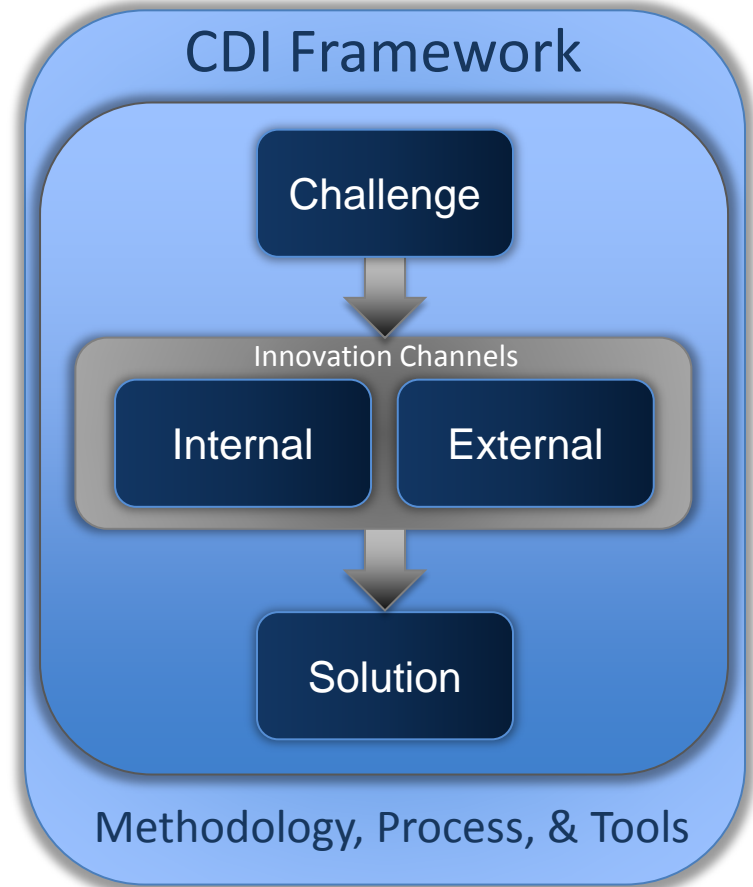 CDI Framework
Challenge
Innovation Channels
Internal
External
Solution
Methodology, Process, & Tools